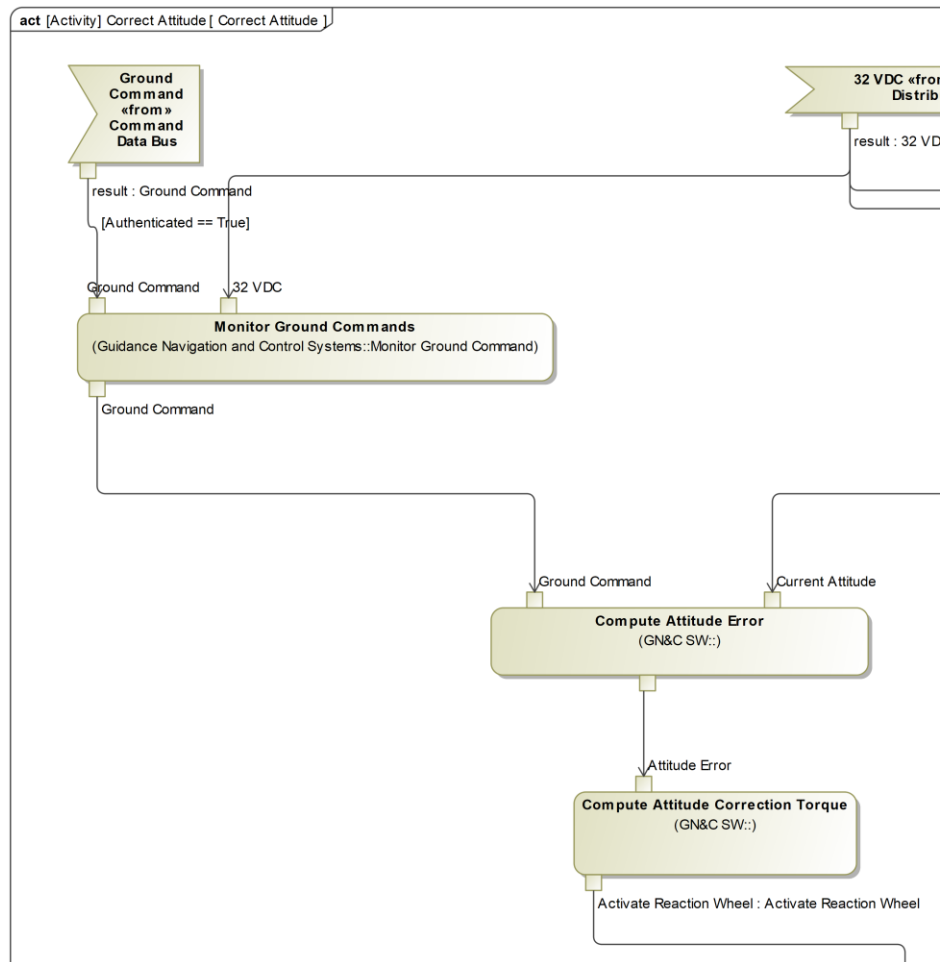 act [Activity] Correct Attitude [ Correct Attitude ]
Ground
Command
«from»
Command
Data Bus
32 VDC «from
Distrib
result : 32 VD
result : Ground Command
[Authenticated == True]
Ground Command
32 VDC
Monitor Ground Commands
(Guidance Navigation and Control Systems::Monitor Ground Command)
Ground Command
Ground Command
Current Attitude
Compute Attitude Error
(GN&C SW::)
Attitude Error
Compute Attitude Correction Torque
(GN&C SW::)
Activate Reaction Wheel : Activate Reaction Wheel